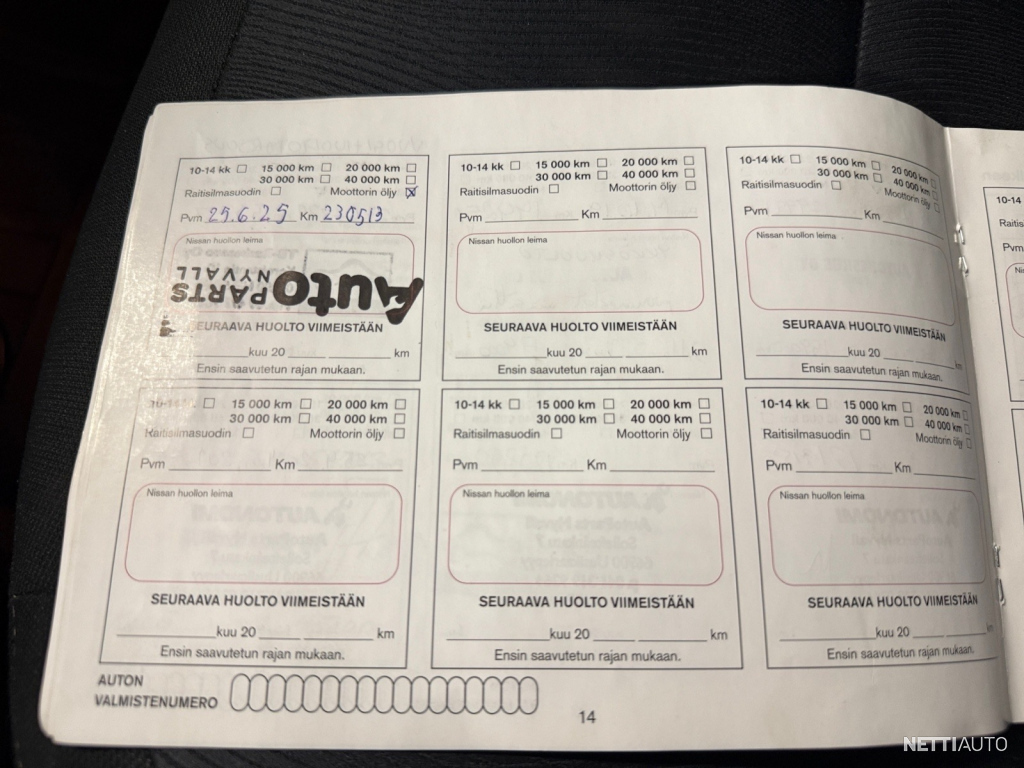 10-14 kk 15 000 km 20 000 km
30 000 km 40 000 km
Raitisilmasuodin Moottorin öljy
Pvm 25.6.25 Km 230513
Nissan huollon leima
AUTO PARTS NYVALL
SEURAAVA HUOLTO VIIMEISTÄÄN
kuu 20 km
Ensin saavutetun rajan mukaan.
10-14 kk 15 000 km 20 000 km
30 000 km 40 000 km
Raitisilmasuodin Moottorin öljy
Pvm Km
Nissan huollon leima
SEURAAVA HUOLTO VIIMEISTÄÄN
kuu 20 km
Ensin saavutetun rajan mukaan.
10-14 kk 15 000 km 20 000 km
30 000 km 40 000 km
Raitisilmasuodin Moottorin öljy
Pvm Km
Nissan huollon leima
SEURAAVA HUOLTO VIIMEISTÄÄN
kuu 20 km
Ensin saavutetun rajan mukaan.
10-14 15 000 km 20 000 km
30 000 km 40 000 km
Raitisilmasuodin Moottorin öljy
Pvm Km
Nissan huollon leima
SEURAAVA HUOLTO VIIMEISTÄÄN
kuu 20 km
Ensin saavutetun rajan mukaan.
10-14 kk 15 000 km 20 000 km
30 000 km 40 000 km
Raitisilmasuodin Moottorin öljy
Pvm Km
Nissan huollon leima
SEURAAVA HUOLTO VIIMEISTÄÄN
kuu 20 km
Ensin saavutetun rajan mukaan.
10-14 kk 15 000 km 20 000 km
30 000 km 40 000 km
Raitisilmasuodin Moottorin öljy
Pvm Km
Nissan huollon leima
SEURAAVA HUOLTO VIIMEISTÄÄN
kuu 20 km
Ensin saavutetun rajan mukaan.
AUTON
VALMISTENUMERO
14
10-14
Pvm
NETTIAUTO